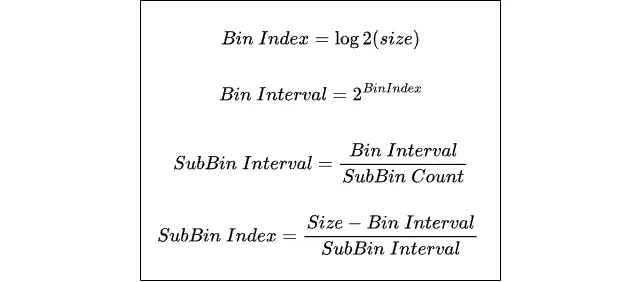 Bin Index = log 2(size)
Bin Interval = 2^{BinIndex}
SubBin Interval = \frac{Bin Interval}{SubBin Count}
SubBin Index = \frac{Size − Bin Interval}{SubBin Interval}